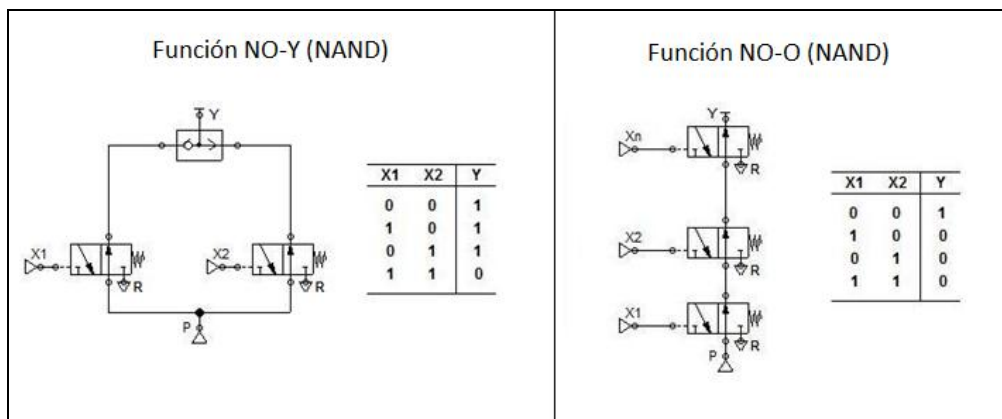 Función NO-Y (NAND)
Y
X1
R
X2
R
P
X1 X2 Y
0 0 1
1 0 1
0 1 1
1 1 0
Función NO-O (NAND)
Y
Xn
R
X2
R
X1
R
P
X1 X2 Y
0 0 1
1 0 0
0 1 0
1 1 0